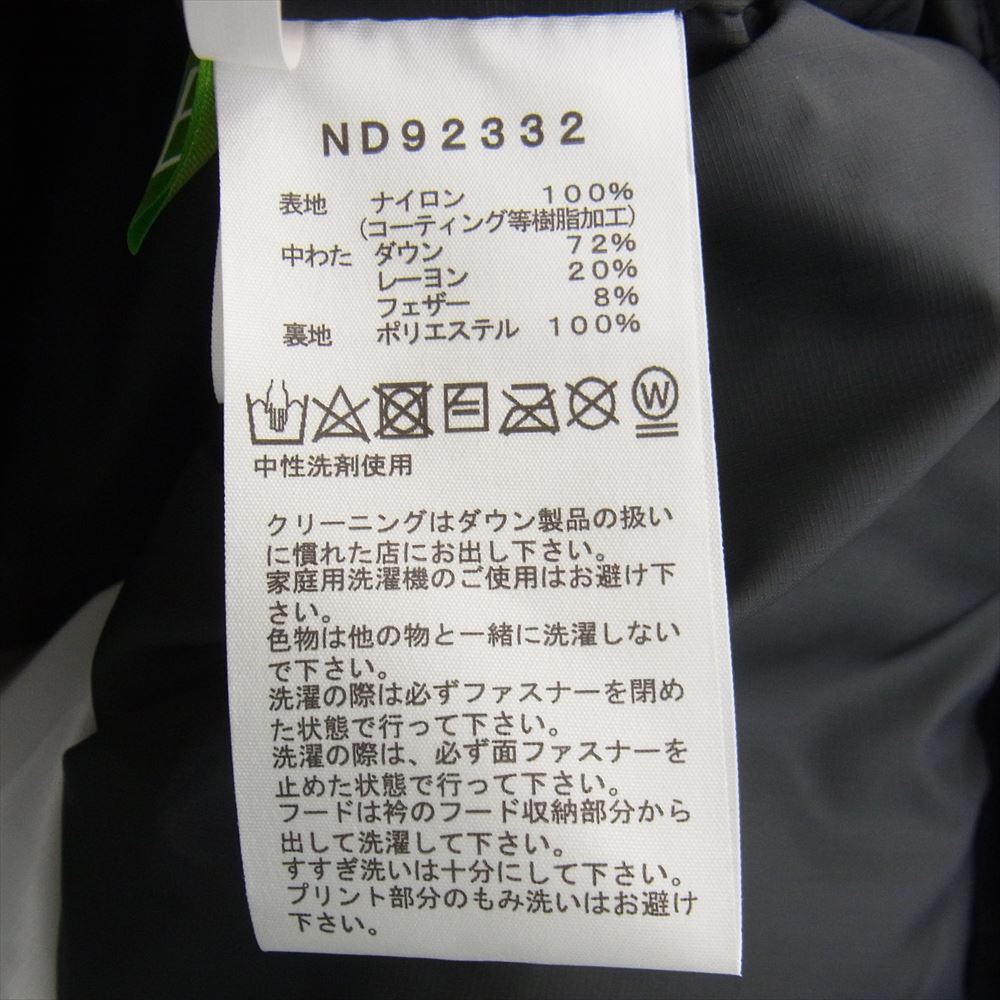 ND92332
表地 ナイロン 100%
(コーティング等樹脂加工)
中わた ダウン 72%
レーヨン 20%
フェザー 8%
裏地 ポリエステル 100%
W
中性洗剤使用
クリーニングはダウン製品の扱い
に慣れた店にお出し下さい。
家庭用洗濯機のご使用はお避け下
さい。
色物は他の物と一緒に洗濯しない
で下さい。
洗濯の際は必ずファスナーを閉め
た状態で行って下さい。
洗濯の際は、必ず面ファスナーを
止めた状態で行って下さい。
フードは衿のフード収納部分から
出して洗濯して下さい。
すすぎ洗いは十分にして下さい。
プリント部分のもみ洗いはお避け
下さい。